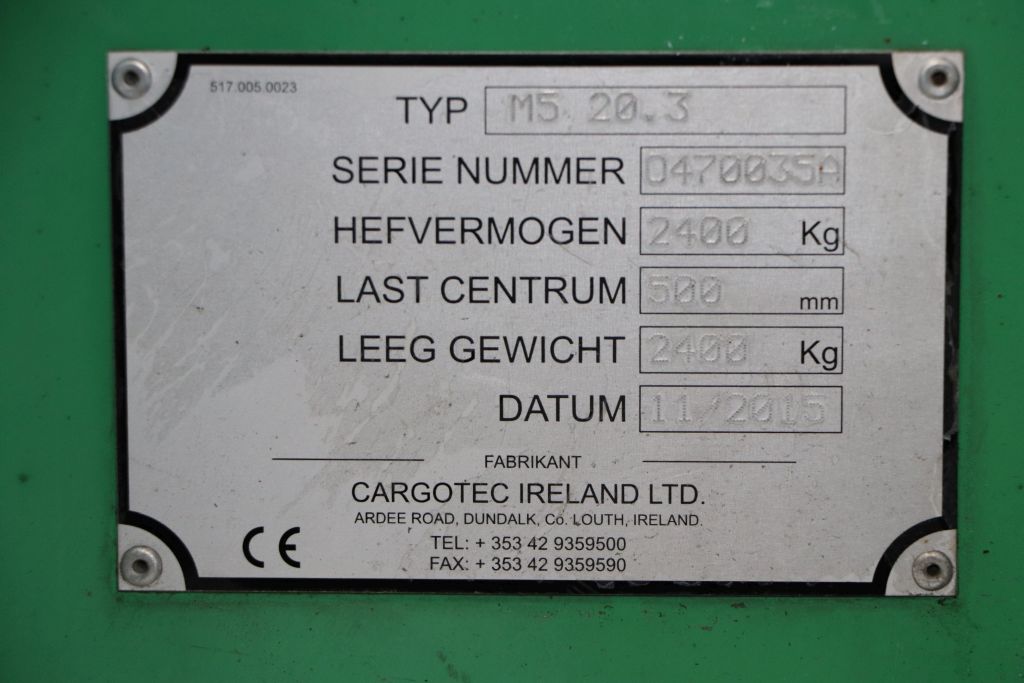 517.005.0023
TYP M5 20.3
SERIE NUMMER 0470035A
HEFVERMOGEN 2400 Kg
LAST CENTRUM 500 mm
LEEG GEWICHT 2400 Kg
DATUM 11/2015
FABRIKANT
CARGOTEC IRELAND LTD.
ARDEE ROAD, DUNDALK, Co. LOUTH, IRELAND.
TEL: + 353 42 9359500
FAX: + 353 42 9359590
CE